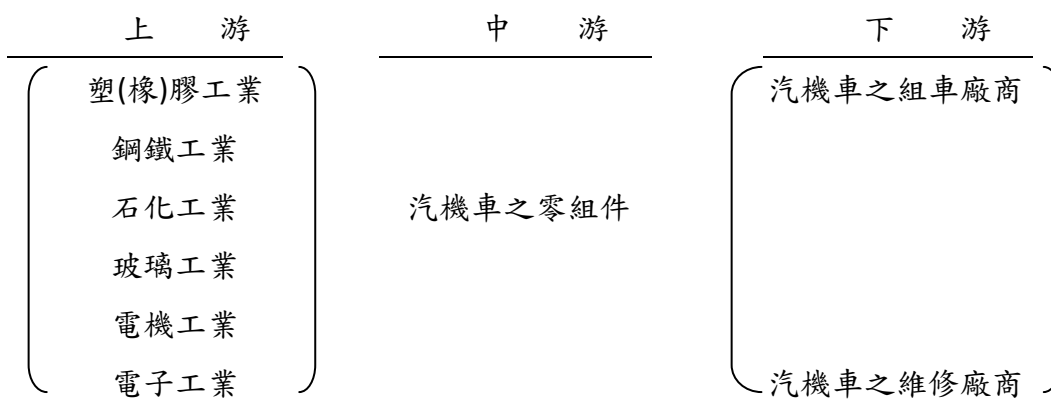 上 游 中 游 下 游
塑(橡)膠工業 汽機車之組車廠商
鋼鐵工業
石化工業 汽機車之零組件
玻璃工業
電機工業
電子工業 汽機車之維修廠商